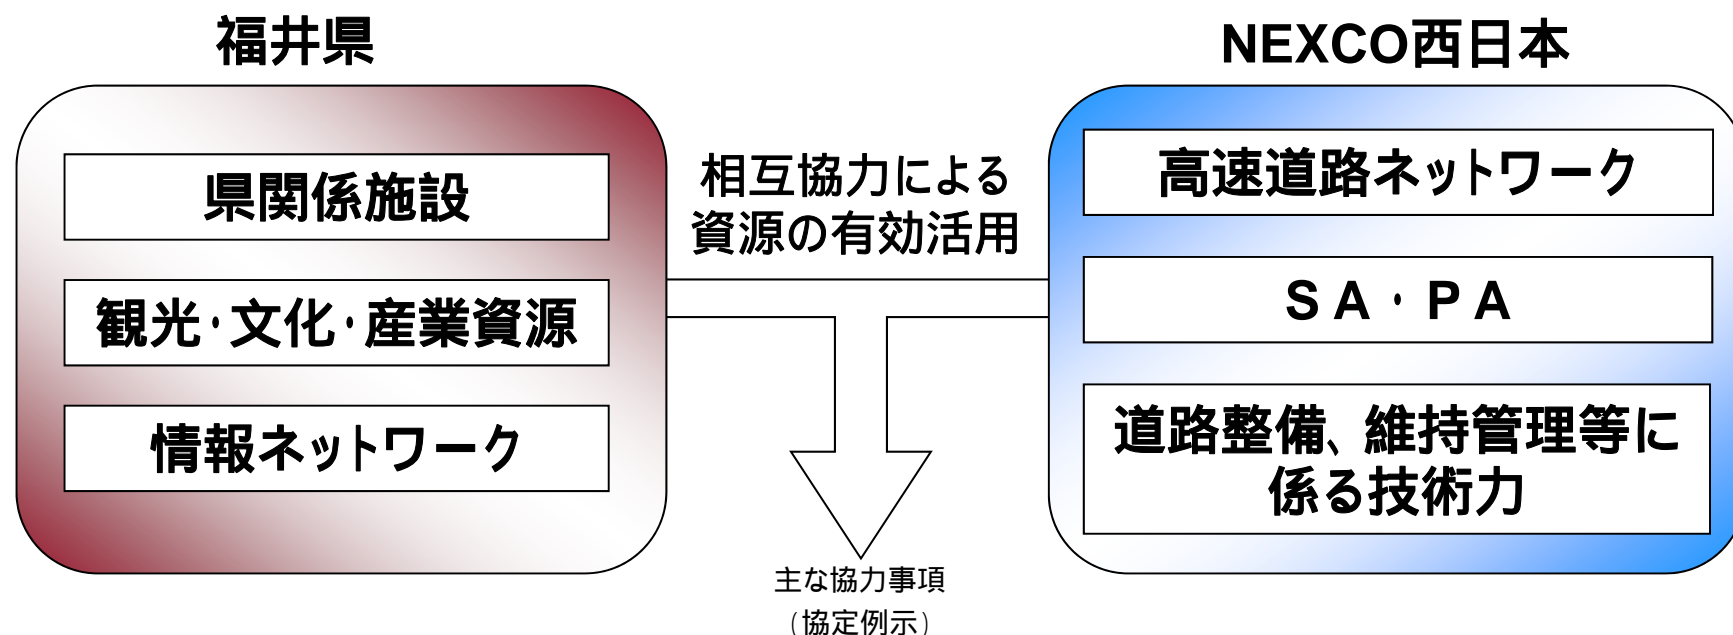 福井県
県関係施設
観光・文化・産業資源
情報ネットワーク
相互協力による
資源の有効活用
主な協力事項
（協定例示）
NEXCO西日本
高速道路ネットワーク
ＳＡ・ＰＡ
道路整備、維持管理等に
係る技術力